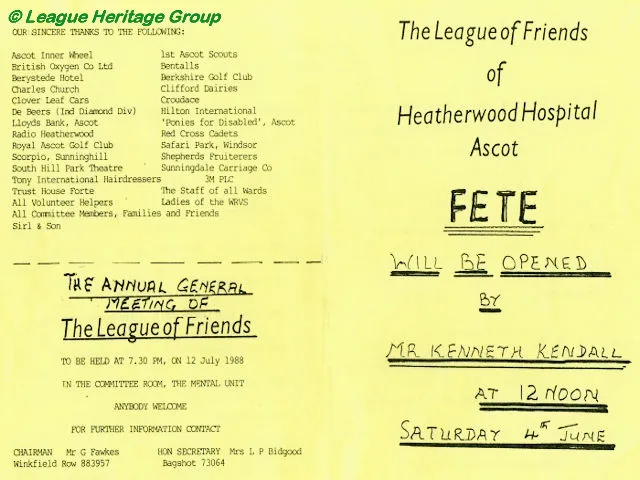 © League Heritage Group
OUR SINCERE THANKS TO THE FOLLOWING:
Ascot Inner Wheel 1st Ascot Scouts
British Oxygen Co Ltd Bentalls
Berystede Hotel Berkshire Golf Club
Charles Church Clifford Dairies
Clover Leaf Cars Croudace
De Beers (Ind Diamond Div) Hilton International
Lloyds Bank, Ascot 'Ponies for Disabled', Ascot
Radio Heatherwood Red Cross Cadets
Royal Ascot Golf Club Safari Park, Windsor
Scorpio, Sunninghill Shepherds Fruiterers
South Hill Park Theatre Sunningdale Carriage Co
Tony International Hairdressers 3M PLC
Trust House Forte The Staff of all Wards
All Volunteer Helpers Ladies of the WRVS
All Committee Members, Families and Friends
Sirl & Son
THE ANNUAL GENERAL
MEETING OF
The League of Friends
TO BE HELD AT 7.30 PM, ON 12 July 1988
IN THE COMMITTEE ROOM, THE MENTAL UNIT
ANYBODY WELCOME
FOR FURTHER INFORMATION CONTACT
CHAIRMAN Mr G Fawkes HON SECRETARY Mrs L P Bidgood
Winkfield Row 883957 Bagshot 73064
The League of Friends
of
Heatherwood Hospital
Ascot
FETE
WILL BE OPENED
BY
MR KENNETH KENDALL
AT 12 NOON
SATURDAY 4th JUNE